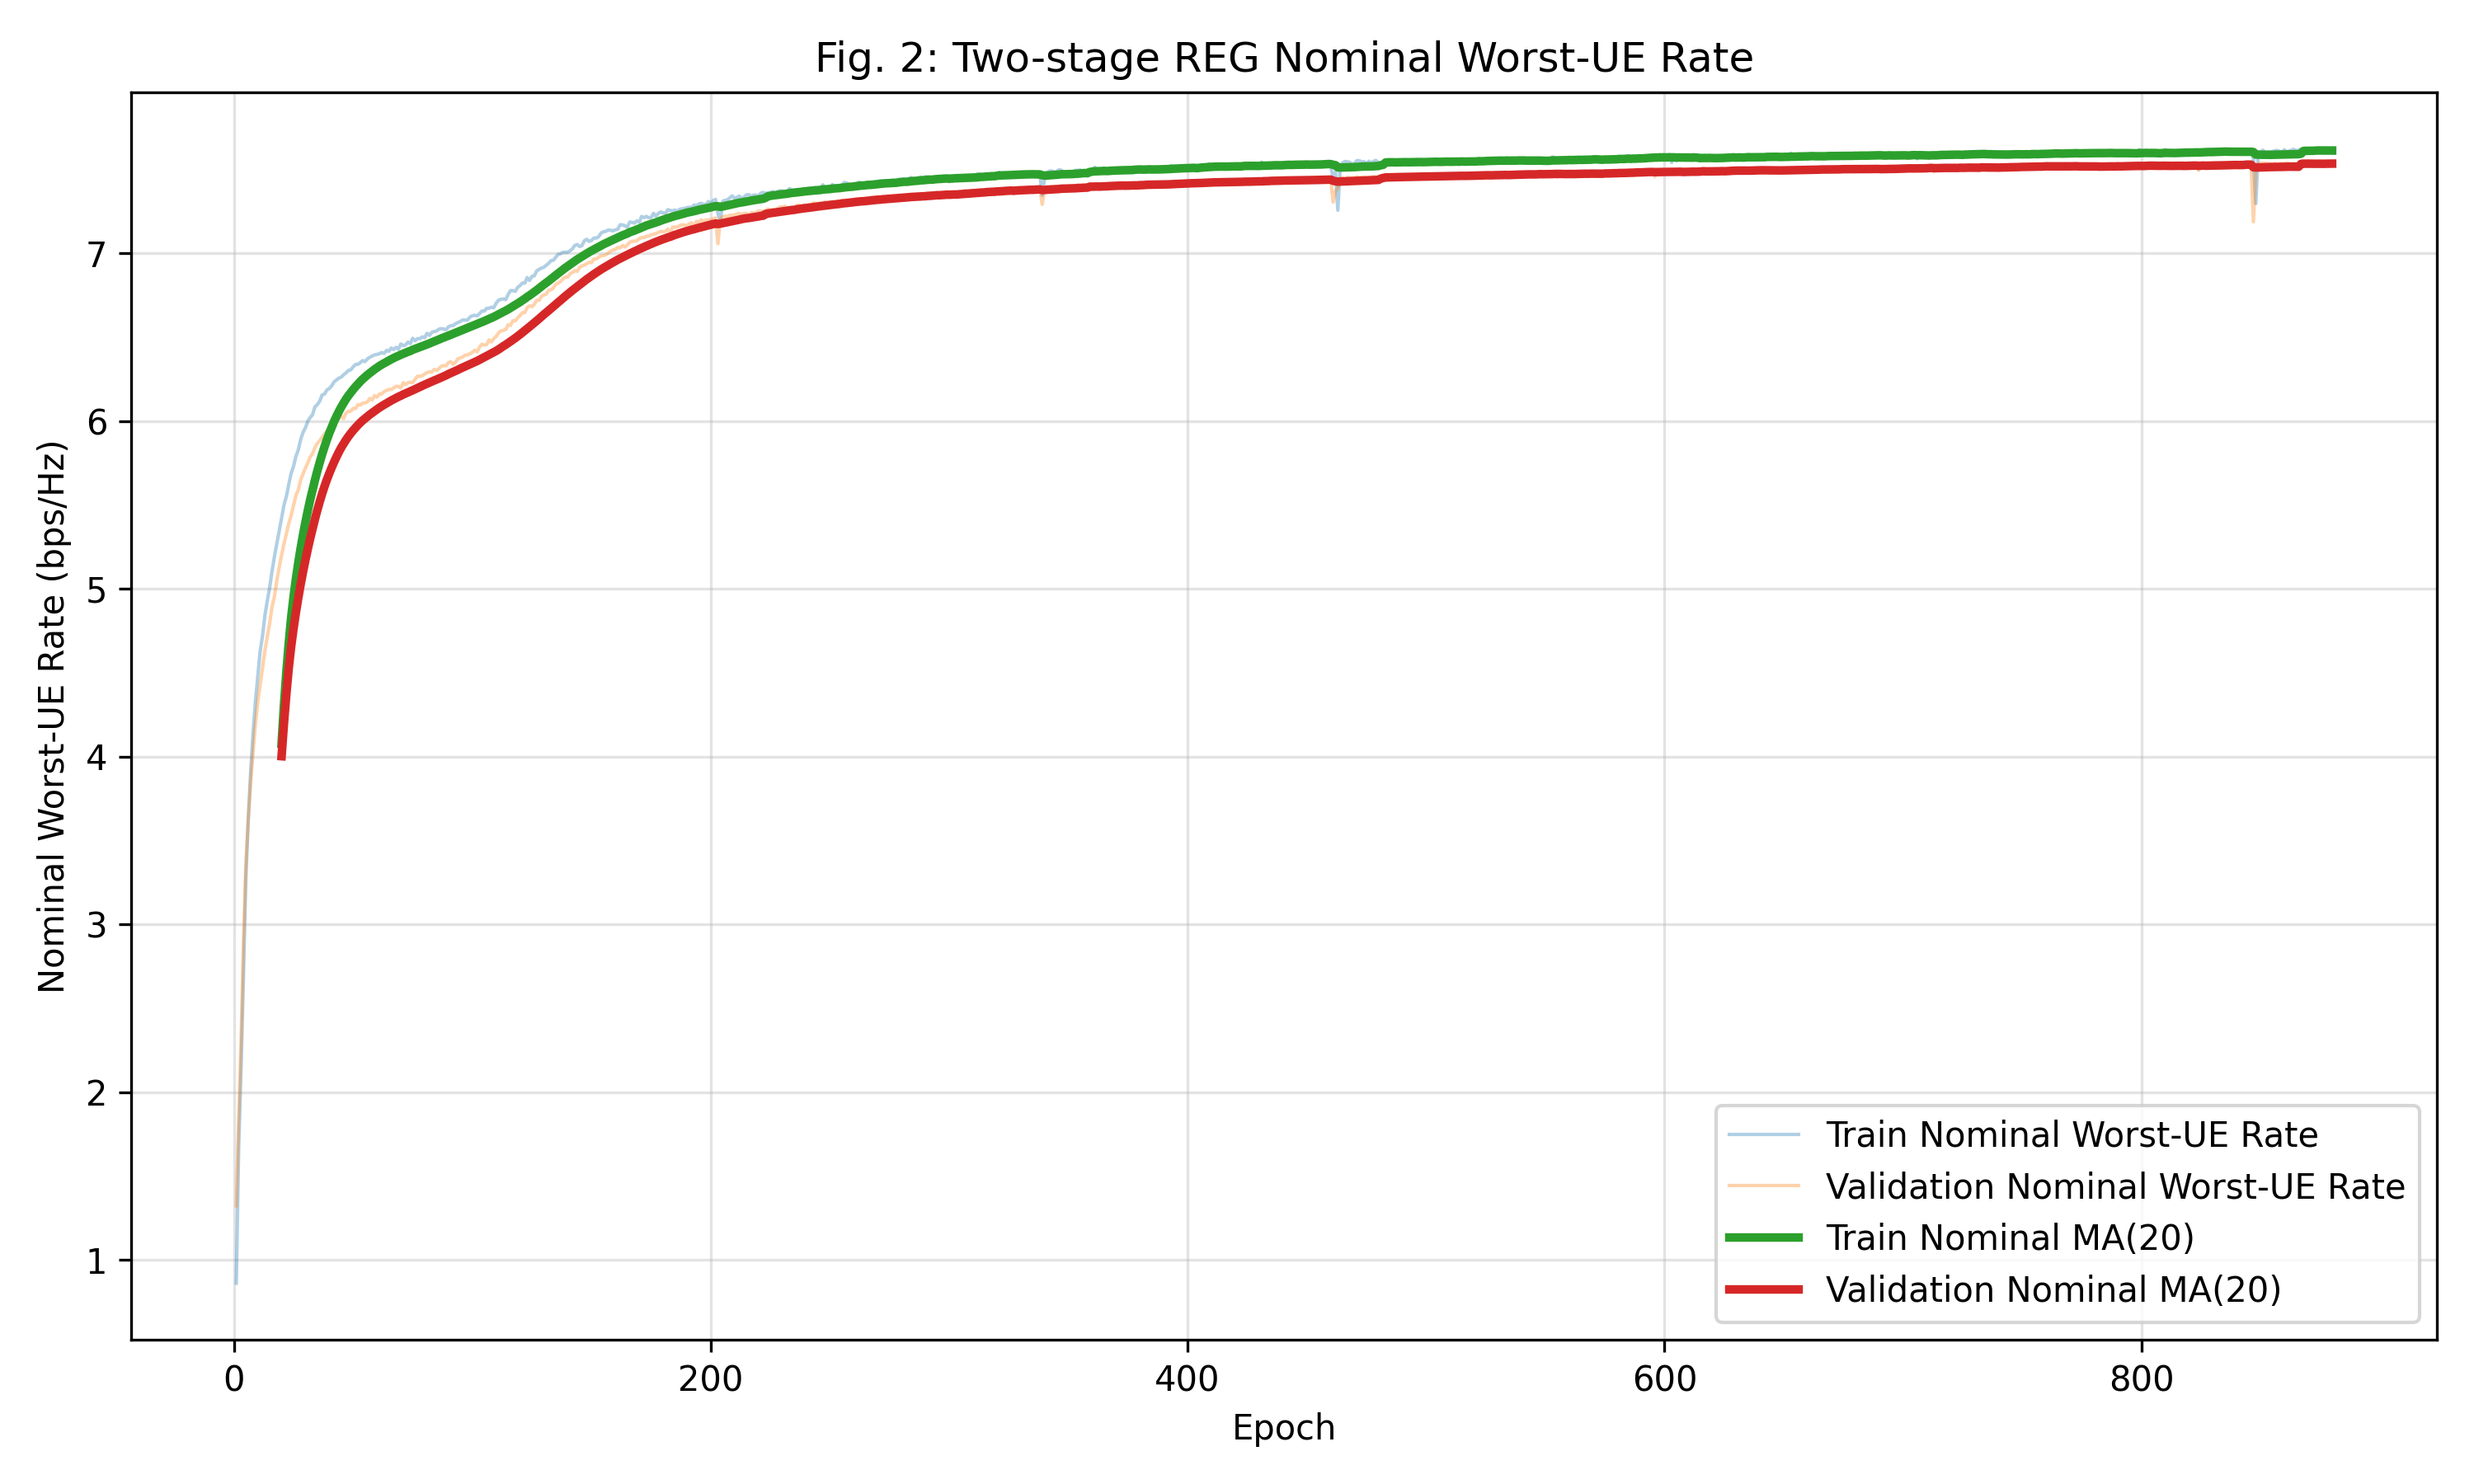 Fig. 2: Two-stage REG Nominal Worst-UE Rate
Nominal Worst-UE Rate (bps/Hz)
7
6
5
4
3
2
1
0 200 400 600 800
Epoch
Train Nominal Worst-UE Rate
Validation Nominal Worst-UE Rate
Train Nominal MA(20)
Validation Nominal MA(20)